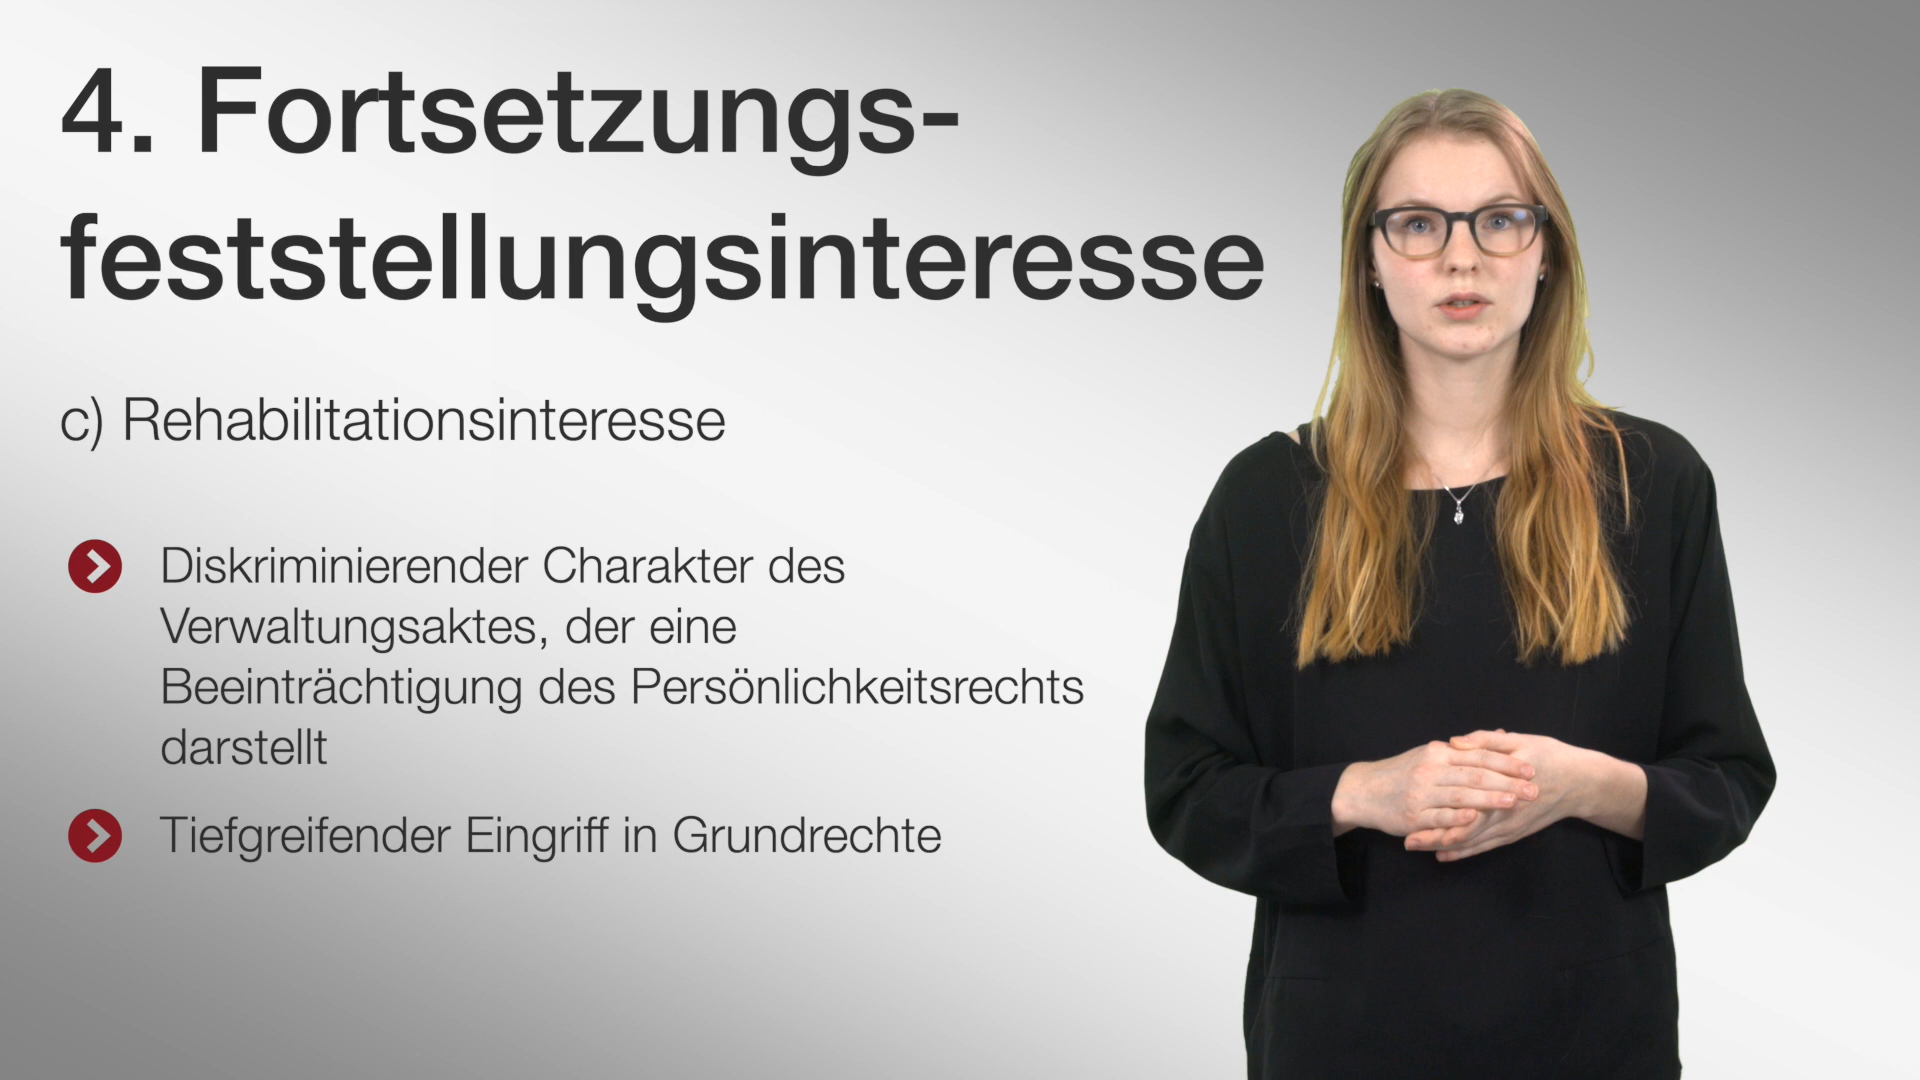 4. Fortsetzungs-
feststellungsinteresse
c) Rehabilitationsinteresse
Diskriminierender Charakter des
Verwaltungsaktes, der eine
Beeinträchtigung des Persönlichkeitsrechts
darstellt
Tiefgreifender Eingriff in Grundrechte